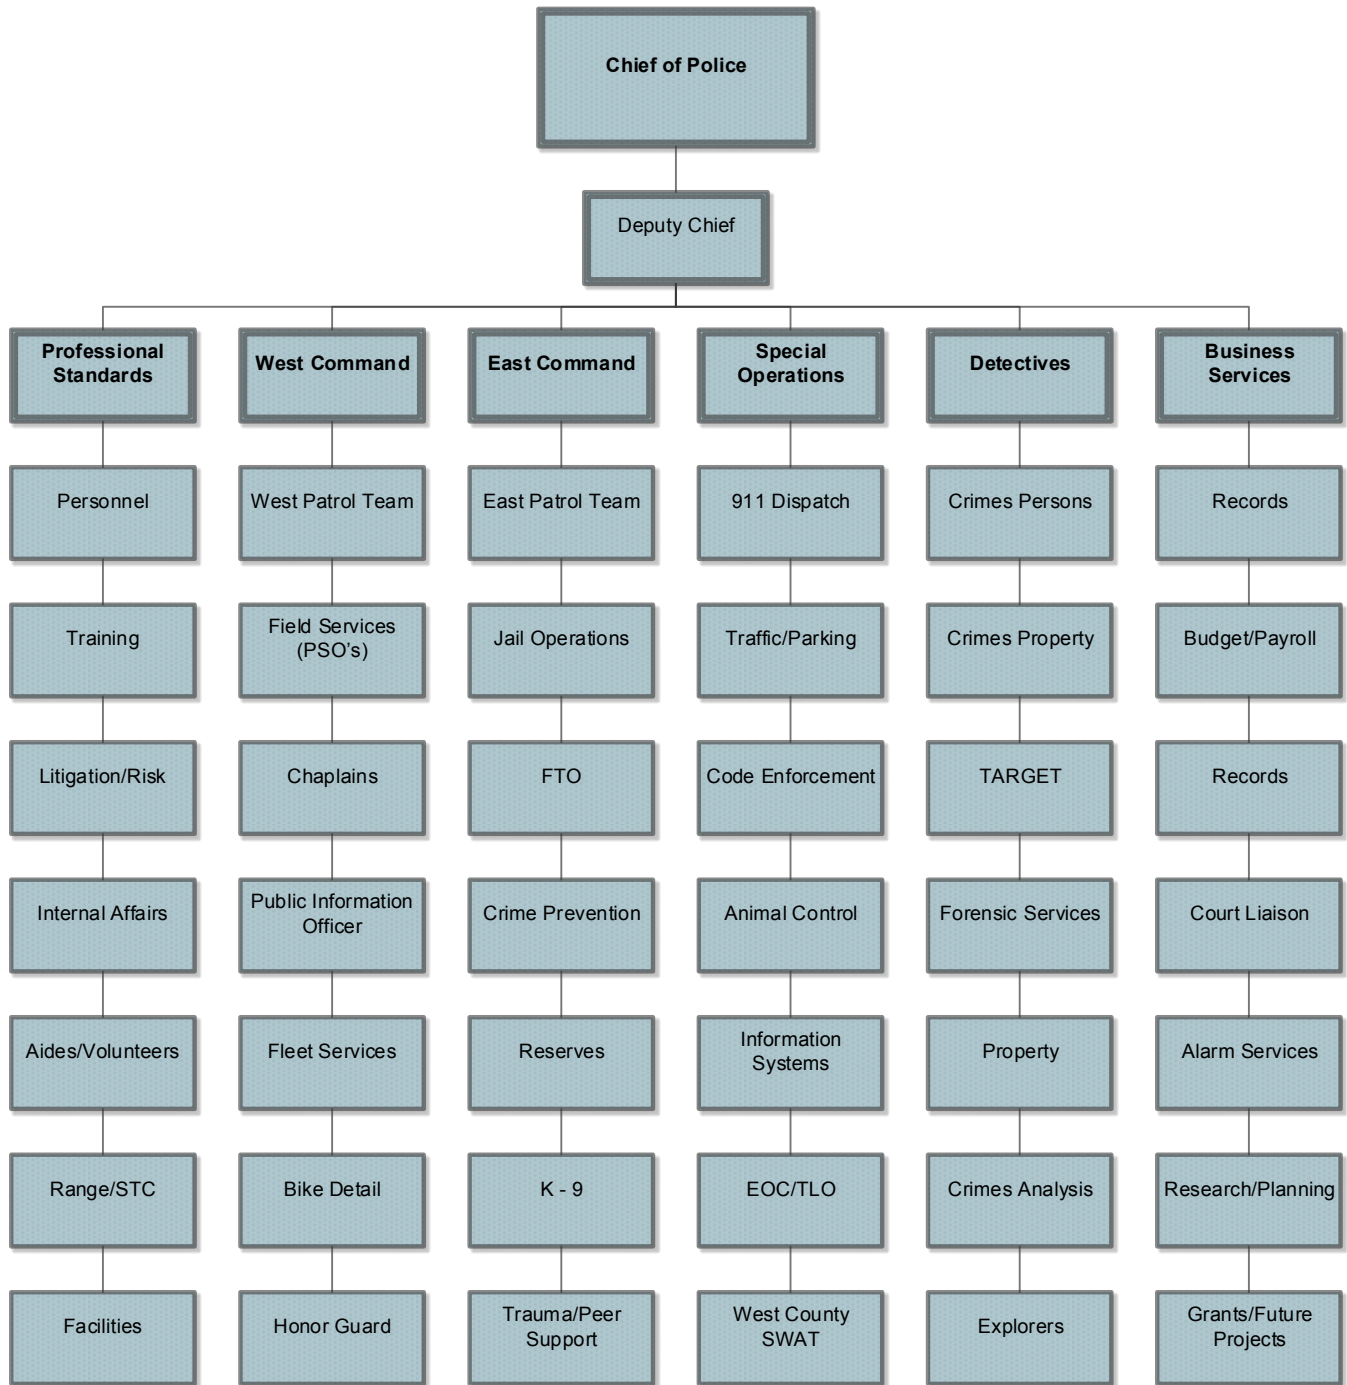 Chief of Police
Deputy Chief
Professional
Standards
West Command
East Command
Special
Operations
Detectives
Business
Services
Personnel
West Patrol Team
East Patrol Team
911 Dispatch
Crimes Persons
Records
Training
Field Services
(PSO's)
Jail Operations
Traffic/Parking
Crimes Property
Budget/Payroll
Litigation/Risk
Chaplains
FTO
Code Enforcement
TARGET
Records
Internal Affairs
Public Information
Officer
Crime Prevention
Animal Control
Forensic Services
Court Liaison
Aides/Volunteers
Fleet Services
Reserves
Information
Systems
Property
Alarm Services
Range/STC
Bike Detail
K - 9
EOC/TLO
Crimes Analysis
Research/Planning
Facilities
Honor Guard
Trauma/Peer
Support
West County
SWAT
Explorers
Grants/Future
Projects